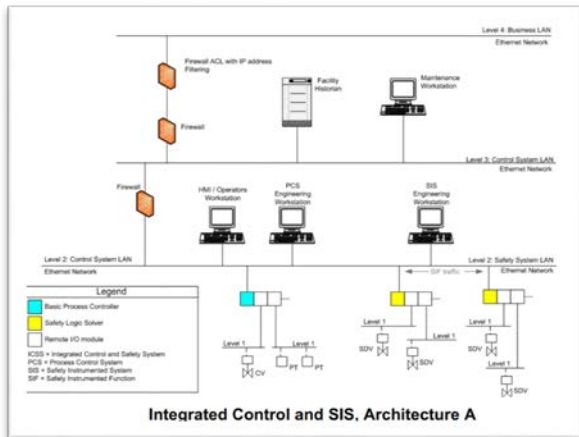 Level 4: Business LAN
Ethernet Network
Firewall ACL with IP address
Filtering
Facility
Historian
Maintenance
Workstation
Firewall
Level 3: Control System LAN
Ethernet Network
Firewall
HMI / Operators
Workstation
PCS
Engineering
Workstation
SIS
Engineering
Workstation
Level 2: Control System LAN
Ethernet Network
Level 2: Safety System LAN
Ethernet Network
SIF traffic
Legend
Basic Process Controller
Safety Logic Solver
Remote I/O module
ICSS = Integrated Control and Safety System
PCS = Process Control System
SIS = Safety Instrumented System
SIF = Safety Instrumented Function
Level 1
Level 1
CV
PT
PT
Level 1
Level 1
SDV
SDV
Level 1
Level 1
SDV
SDV
Integrated Control and SIS, Architecture A